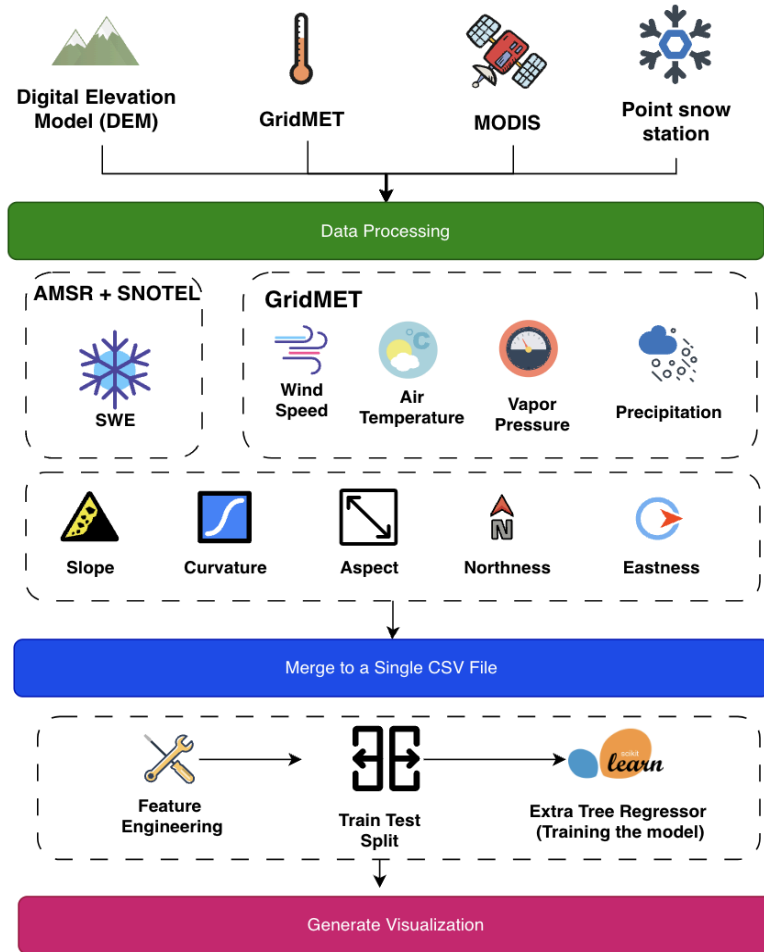 Digital Elevation
Model (DEM)
GridMET
MODIS
Point snow
station
Data Processing
AMSR + SNOTEL
SWE
GridMET
Wind
Speed
°C
Air
Temperature
Vapor
Pressure
Precipitation
Slope
Curvature
Aspect
N
Northness
Eastness
Merge to a Single CSV File
Feature
Engineering
Train Test
Split
scikit
learn
Extra Tree Regressor
(Training the model)
Generate Visualization